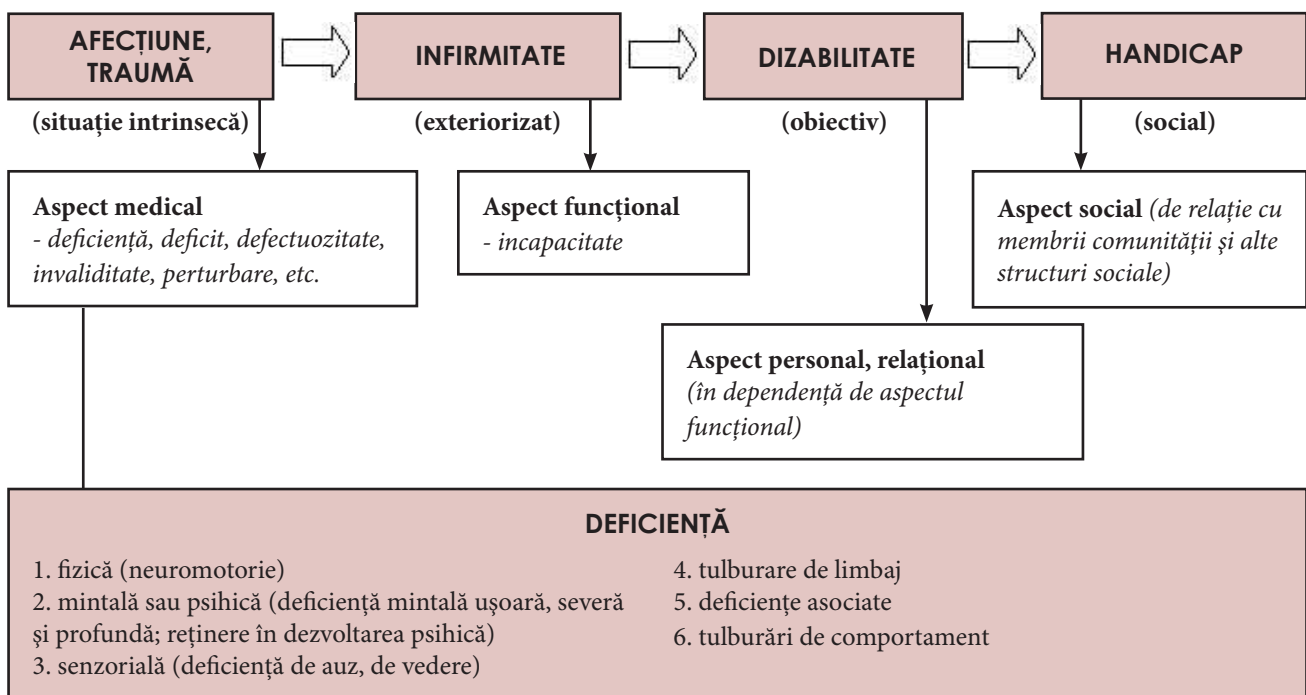 AFECȚIUNE,
TRAUMĂ
INFIRMITATE
DIZABILITATE
HANDICAP
(situație intrinsecă)
(exteriorizat)
(obiectiv)
(social)
Aspect medical
- deficiență, deficit, defectuozitate,
invaliditate, perturbare, etc.
Aspect funcțional
- incapacitate
Aspect social (de relație cu
membrii comunității şi alte
structuri sociale)
Aspect personal, relațional
(în dependență de aspectul
funcțional)
DEFICIENȚĂ
1. fizică (neuromotorie)
2. mintală sau psihică (deficiență mintală uşoară, severă
şi profundă; reținere în dezvoltarea psihică)
3. senzorială (deficiență de auz, de vedere)
4. tulburare de limbaj
5. deficiențe asociate
6. tulburări de comportament